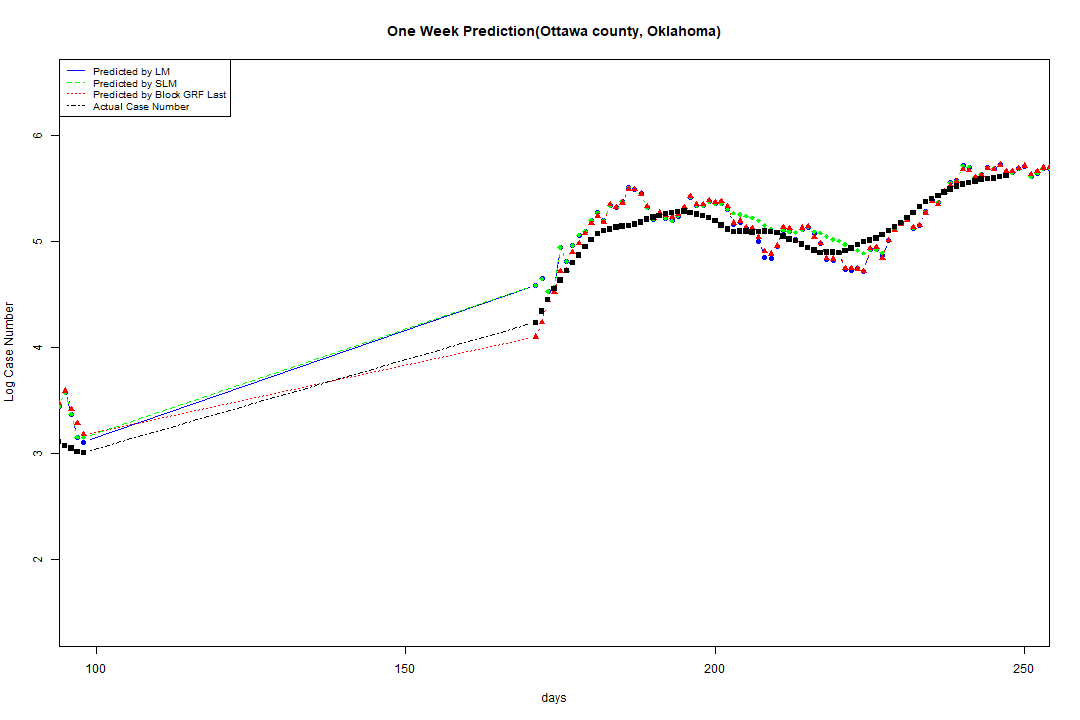 One Week Prediction(Ottawa county, Oklahoma)
Predicted by LM
Predicted by SLM
Predicted by Block GRF Last
Actual Case Number
6
5
4
3
2
Log Case Number
100
150
200
250
days